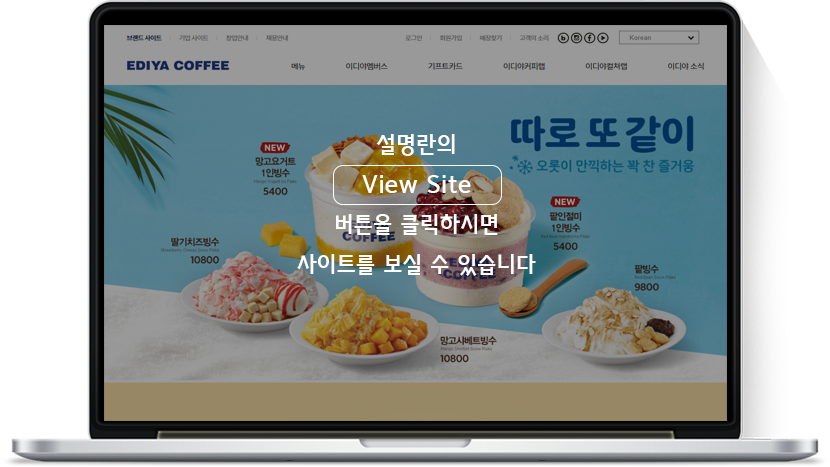 브랜드 사이트 기업 사이트 창업안내 채용안내
로그인 회원가입 매장찾기 고객의 소리 Korean
EDIYA COFFEE 메뉴 이디야멤버스 기프트카드 이디야커피랩 이디야컬쳐랩 이디야 소식
따로 또 같이
오롯이 만끽하는 꽉 찬 즐거움
설명란의
View Site
버튼을 클릭하시면
사이트를 보실 수 있습니다
NEW
망고요거트
1인빙수
5400
NEW
팥인절미
1인빙수
5400
딸기치즈빙수
10800
팥빙수
9800
망고샤베트빙수
10800
COFFEE